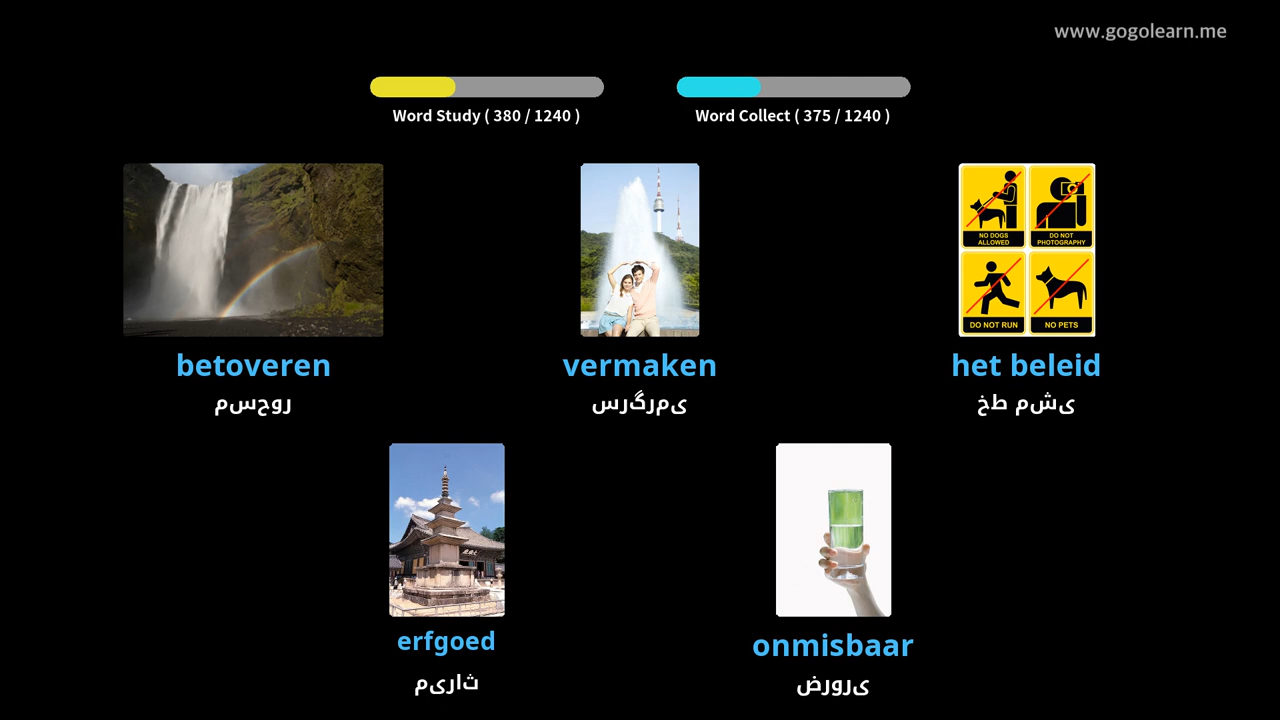 www.gogolearn.me
Word Study ( 380 / 1240 )
Word Collect ( 375 / 1240 )
NO DOGS
ALLOWED
DO NOT
PHOTOGRAPHY
DO NOT RUN
NO PETS
betoveren
روحسم
vermaken
یمرگرس
het beleid
یشم طخ
erfgoed
ثاریم
onmisbaar
یرورض